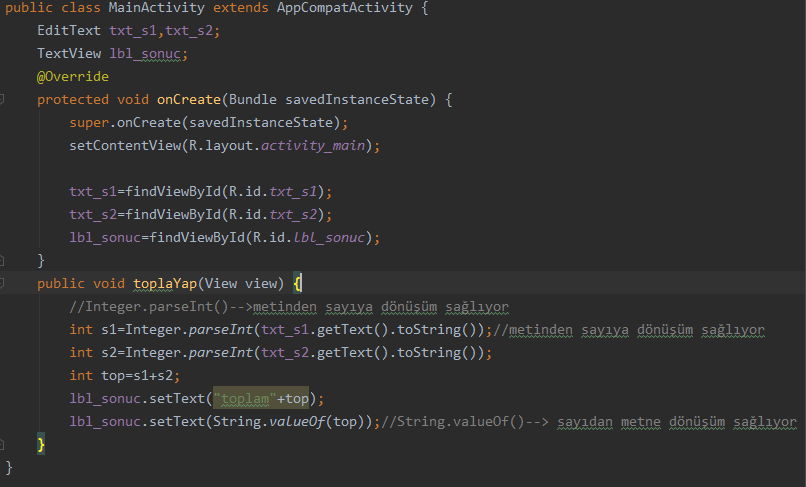 public class MainActivity extends AppCompatActivity {
    EditText txt_s1,txt_s2;
    TextView lbl_sonuc;
    @Override
    protected void onCreate(Bundle savedInstanceState) {
        super.onCreate(savedInstanceState);
        setContentView(R.layout.activity_main);
        txt_s1=findViewById(R.id.txt_s1);
        txt_s2=findViewById(R.id.txt_s2);
        lbl_sonuc=findViewById(R.id.lbl_sonuc);
    }
    public void toplaYap(View view) {
        //Integer.parseInt()-->metinden sayıya dönüşüm sağlıyor
        int s1=Integer.parseInt(txt_s1.getText().toString());//metinden sayıya dönüşüm sağlıyor
        int s2=Integer.parseInt(txt_s2.getText().toString());
        int top=s1+s2;
        lbl_sonuc.setText("toplam"+top);
        lbl_sonuc.setText(String.valueOf(top));//String.valueOf()--> sayıdan metne dönüşüm sağlıyor
    }
}